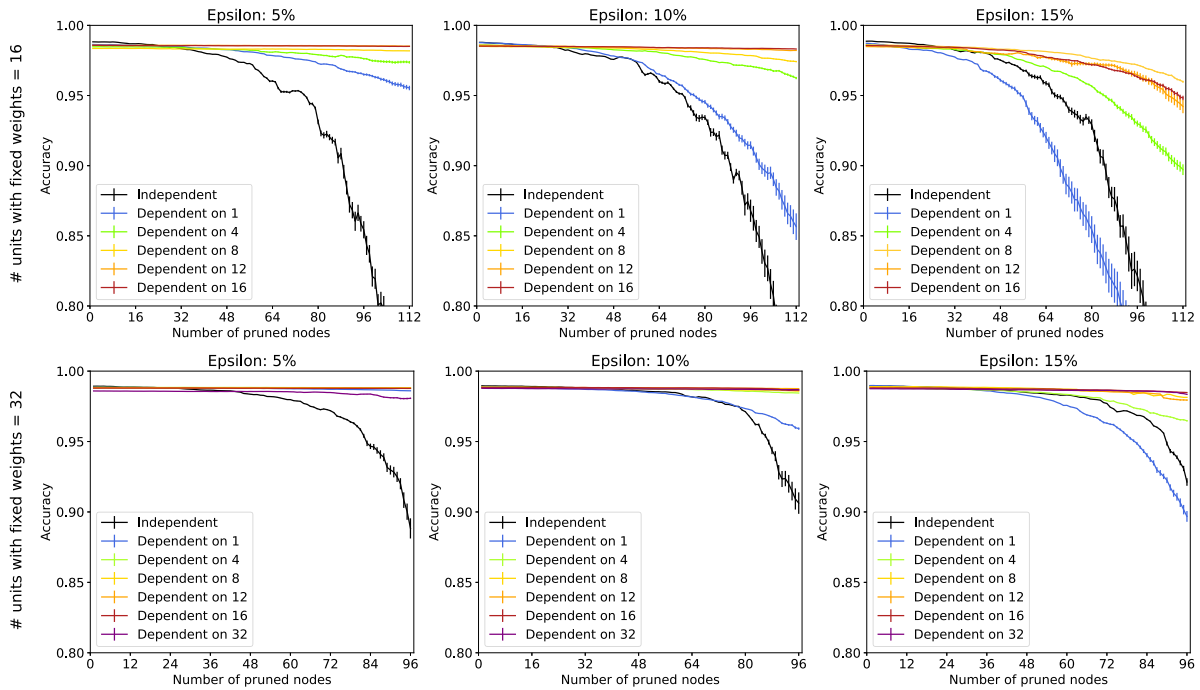 # units with fixed weights = 16
Epsilon: 5%
Accuracy
1.00
0.95
0.90
0.85
0.80
Independent
Dependent on 1
Dependent on 4
Dependent on 8
Dependent on 12
Dependent on 16
0 16 32 48 64 80 96 112
Number of pruned nodes
Epsilon: 10%
Accuracy
1.00
0.95
0.90
0.85
0.80
Independent
Dependent on 1
Dependent on 4
Dependent on 8
Dependent on 12
Dependent on 16
0 16 32 48 64 80 96 112
Number of pruned nodes
Epsilon: 15%
Accuracy
1.00
0.95
0.90
0.85
0.80
Independent
Dependent on 1
Dependent on 4
Dependent on 8
Dependent on 12
Dependent on 16
0 16 32 48 64 80 96 112
Number of pruned nodes
# units with fixed weights = 32
Epsilon: 5%
Accuracy
1.00
0.95
0.90
0.85
0.80
Independent
Dependent on 1
Dependent on 4
Dependent on 8
Dependent on 12
Dependent on 16
Dependent on 32
0 12 24 36 48 60 72 84 96
Number of pruned nodes
Epsilon: 10%
Accuracy
1.00
0.95
0.90
0.85
0.80
Independent
Dependent on 1
Dependent on 4
Dependent on 8
Dependent on 12
Dependent on 16
Dependent on 32
0 12 24 36 48 60 72 84 96
Number of pruned nodes
Epsilon: 15%
Accuracy
1.00
0.95
0.90
0.85
0.80
Independent
Dependent on 1
Dependent on 4
Dependent on 8
Dependent on 12
Dependent on 16
Dependent on 32
0 12 24 36 48 60 72 84 96
Number of pruned nodes